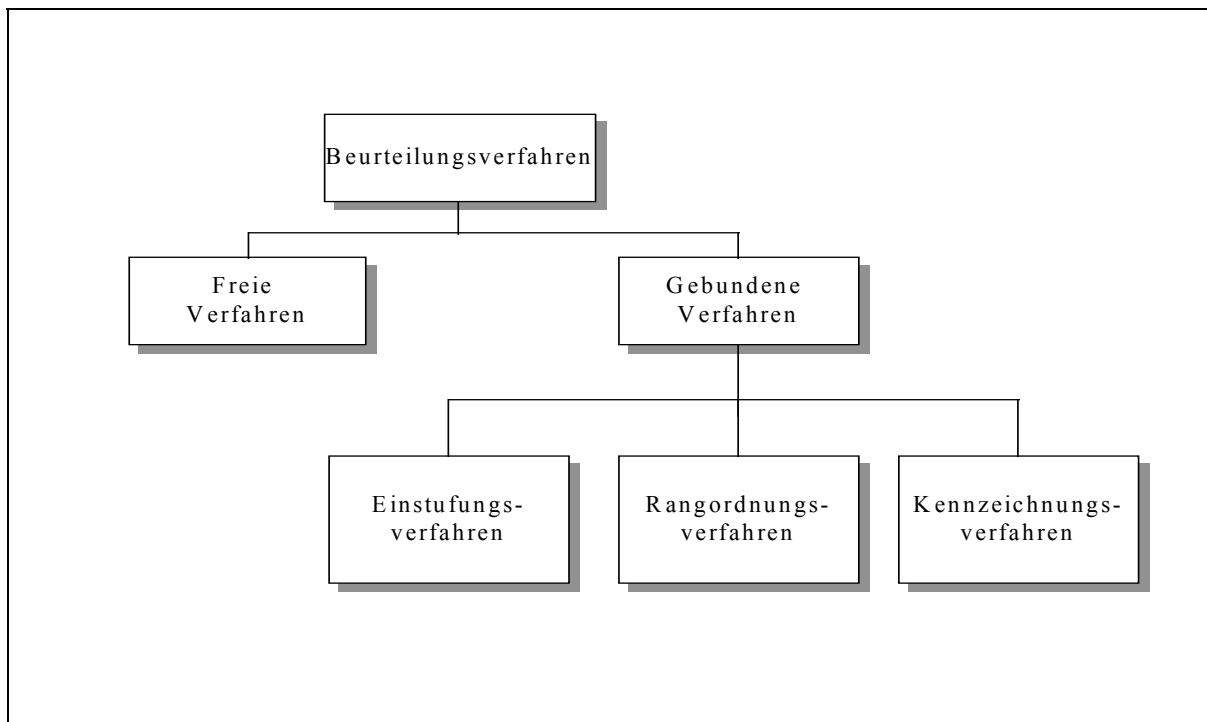 Beurteilungsverfahren
Freie
Verfahren
Gebundene
Verfahren
Einstufungs-
verfahren
Rangordnungs-
verfahren
Kennzeichnungs-
verfahren